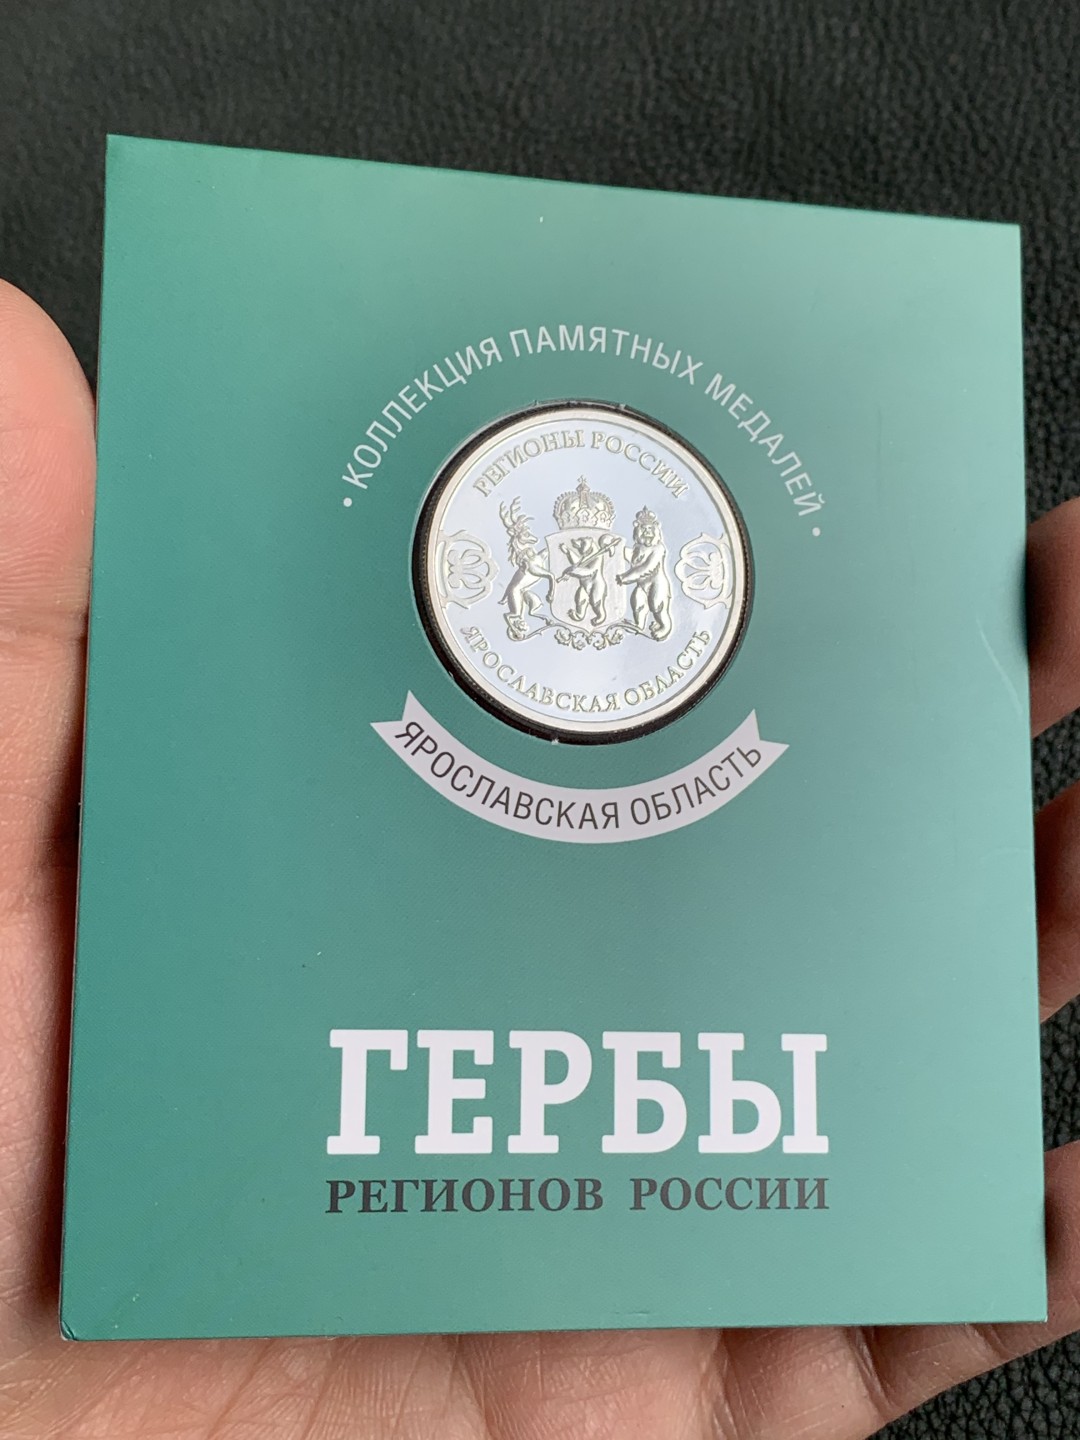 • КОЛЛЕКЦИЯ ПАМЯТНЫХ МЕДАЛЕЙ •
РЕГИОНЫ РОССИИ
ЯРОСЛАВСКАЯ ОБЛАСТЬ
ЯРОСЛАВСКАЯ ОБЛАСТЬ
ГЕРБЫ
РЕГИОНОВ РОССИИ